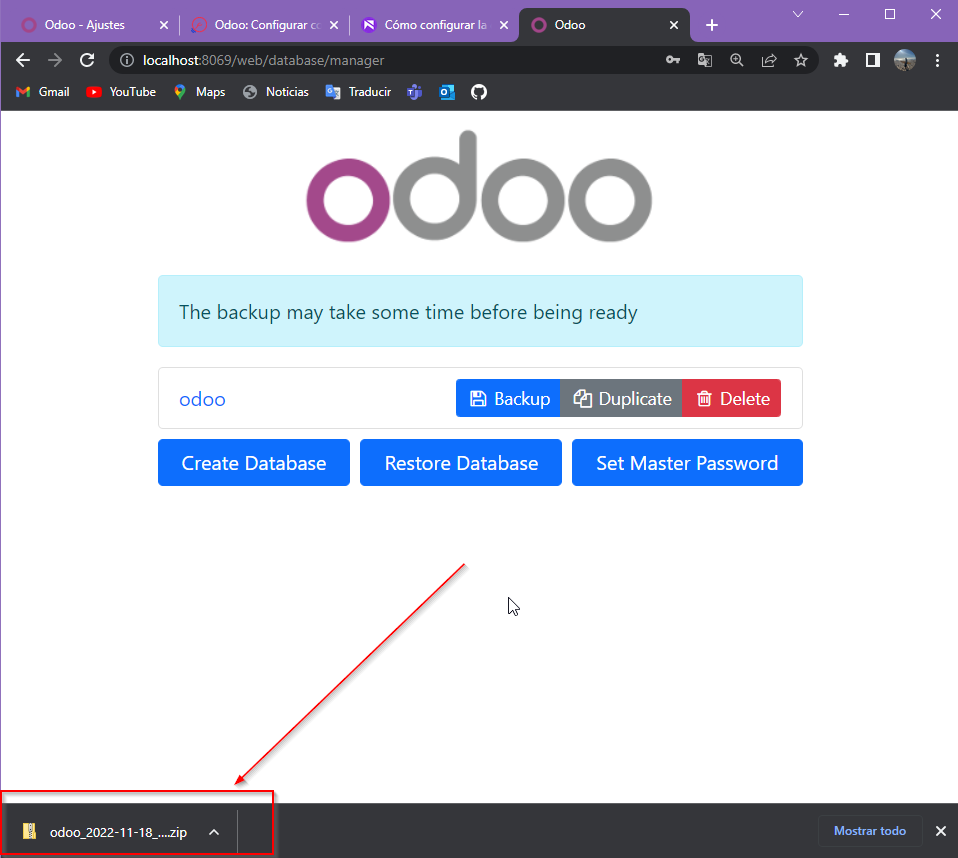 Odoo - Ajustes
Odoo: Configurar co
Cómo configurar la
Odoo
localhost:8069/web/database/manager
Gmail
YouTube
Maps
Noticias
Traducir
odoo
The backup may take some time before being ready
odoo
Backup
Duplicate
Delete
Create Database
Restore Database
Set Master Password
odoo_2022-11-18_....zip
Mostrar todo